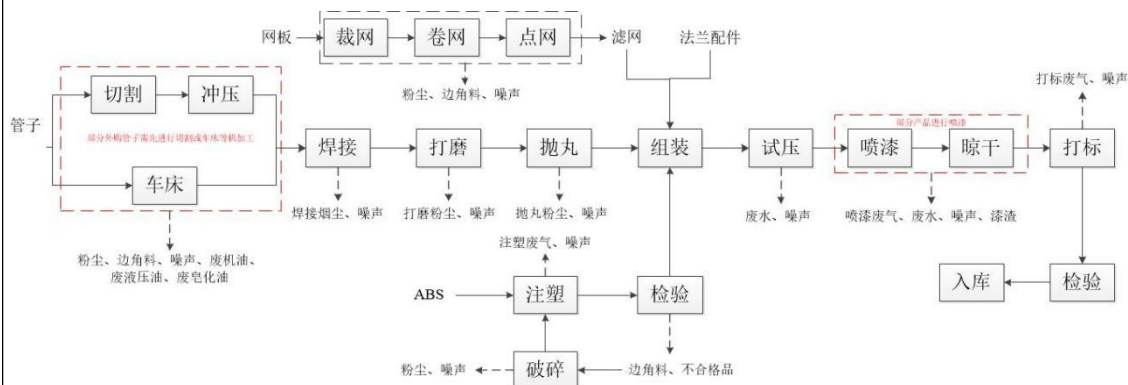 网板
裁网
卷网
点网
滤网
法兰配件
粉尘、边角料、噪声
打标废气、噪声
切割
冲压
管子
部分外购管子需先进行切割或车床等机加工
车床
焊接
打磨
抛丸
组装
试压
部分产品进行喷漆
喷漆
晾干
打标
焊接烟尘、噪声
打磨粉尘、噪声
抛丸粉尘、噪声
废水、噪声
喷漆废气、废水、噪声、漆渣
粉尘、边角料、噪声、废机油、
废液压油、废皂化油
注塑废气、噪声
ABS
注塑
检验
入库
检验
粉尘、噪声
破碎
边角料、不合格品